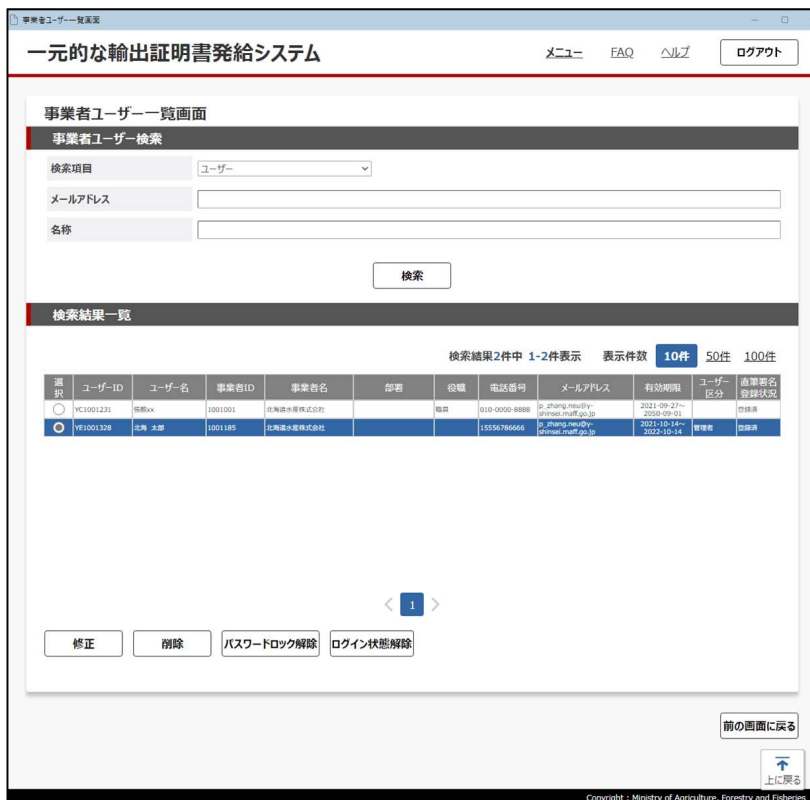 事業者ユーザー一覧画面
一元的な輸出証明書発給システム
メニュー FAQ ヘルプ ログアウト
事業者ユーザー一覧画面
事業者ユーザー検索
検索項目 ユーザー
メールアドレス
名称
検索
検索結果一覧
検索結果2件中 1-2件表示 表示件数 10件 50件 100件
選択 ユーザーID ユーザー名 事業者ID 事業者名 部署 役職 電話番号 メールアドレス 有効期限 ユーザー区分 直筆署名登録状況
YC1001231 xx 1001001 北海道水産株式会社 職員 010-0000-8888 p_zhang.neu@y-shinsei.maff.go.jp 2021-09-27～2050-09-01 登録済
YE1001328 北海 太郎 1001185 北海道水産株式会社 15556786666 p_zhang.neu@y-shinsei.maff.go.jp 2021-10-14～2022-10-14 管理者 登録済
1
修正 削除 パスワードロック解除 ログイン状態解除
前の画面に戻る
上に戻る
Copyright : Ministry of Agriculture, Forestry and Fisheries